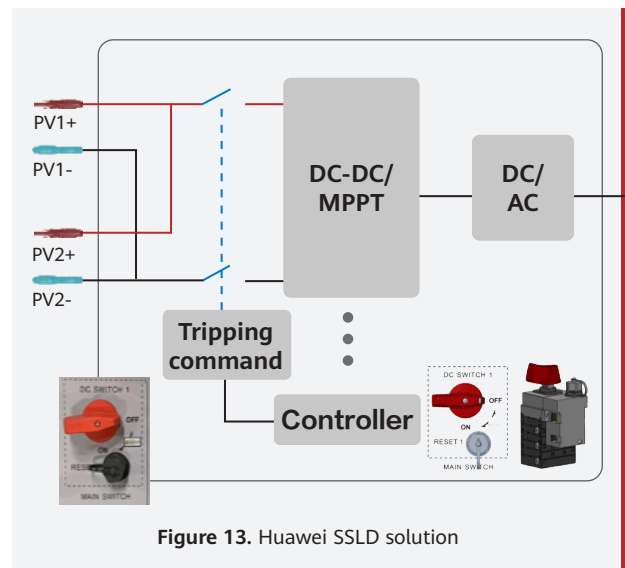 PV1+
PV1-
PV2+
PV2-
DC-DC/
MPPT
DC/
AC
Tripping
command
Controller
DC SWITCH 1
OFF
ON
RESET
MAIN SWITCH
DC SWITCH 1
OFF
ON
RESET 1
MAIN SWITCH
Figure 13. Huawei SSLD solution